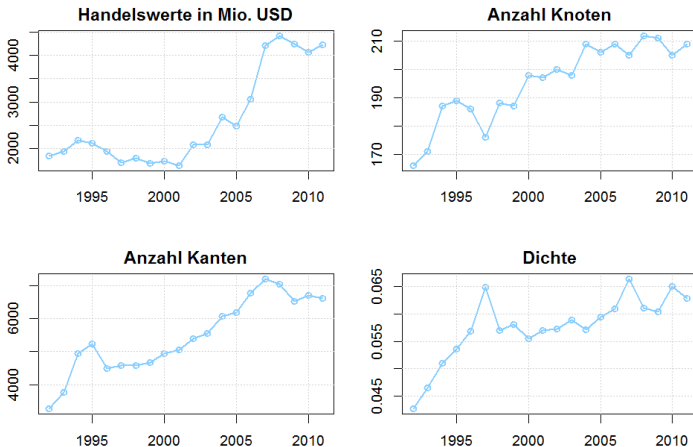 Handelswerte in Mio. USD
4000
3000
2000
1995 2000 2005 2010
Anzahl Knoten
210
190
170
1995 2000 2005 2010
Anzahl Kanten
6000
4000
1995 2000 2005 2010
Dichte
0.065
0.055
0.045
1995 2000 2005 2010